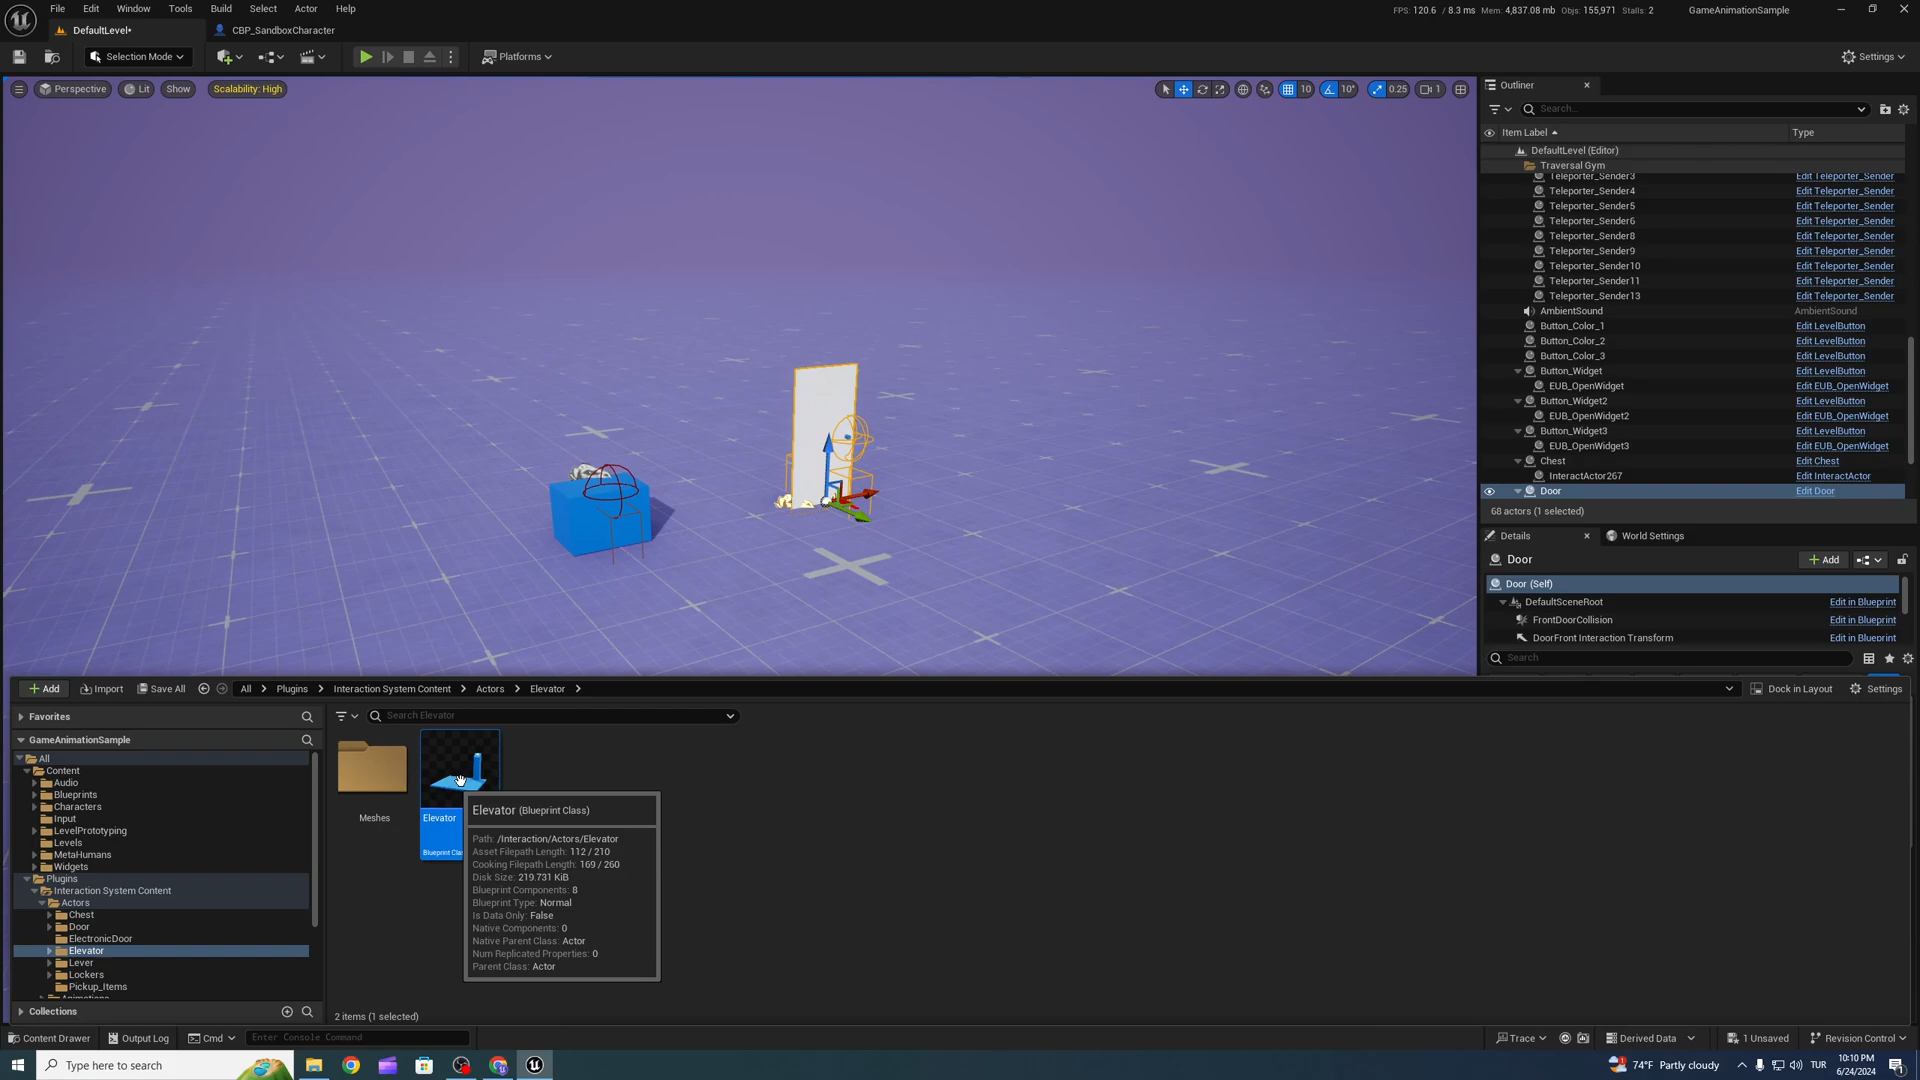 File Edit Window Tools Build Select Actor Help
FPS: 120.6 / 8.3 ms Mem: 4,837.08 mb Objs: 155,971 Stalls: 2 GameAnimationSample
DefaultLevel• CBP_SandboxCharacter
Selection Mode Platforms Settings
Perspective Lit Show Scalability: High 10 10° 0.25 1
Outliner
Search...
Item Label Type
DefaultLevel (Editor)
Traversal Gym
Teleporter_Sender3 Edit Teleporter_Sender
Teleporter_Sender4 Edit Teleporter_Sender
Teleporter_Sender5 Edit Teleporter_Sender
Teleporter_Sender6 Edit Teleporter_Sender
Teleporter_Sender8 Edit Teleporter_Sender
Teleporter_Sender9 Edit Teleporter_Sender
Teleporter_Sender10 Edit Teleporter_Sender
Teleporter_Sender11 Edit Teleporter_Sender
Teleporter_Sender13 Edit Teleporter_Sender
AmbientSound AmbientSound
Button_Color_1 Edit LevelButton
Button_Color_2 Edit LevelButton
Button_Color_3 Edit LevelButton
Button_Widget Edit LevelButton
EUB_OpenWidget Edit EUB_OpenWidget
Button_Widget2 Edit LevelButton
EUB_OpenWidget2 Edit EUB_OpenWidget
Button_Widget3 Edit LevelButton
EUB_OpenWidget3 Edit EUB_OpenWidget
Chest Edit Chest
InteractActor267 Edit InteractActor
Door Edit Door
68 actors (1 selected)
Details World Settings
Door Add
Door (Self)
DefaultSceneRoot Edit in Blueprint
FrontDoorCollision Edit in Blueprint
DoorFront Interaction Transform Edit in Blueprint
Search
Add Import Save All All Plugins Interaction System Content Actors Elevator Dock in Layout Settings
Favorites
Search Elevator
GameAnimationSample
All
Content
Audio
Blueprints
Characters
Input
LevelPrototyping
Levels
MetaHumans
Widgets
Plugins
Interaction System Content
Actors
Chest
Door
ElectronicDoor
Elevator
Lever
Lockers
Pickup_Items
Animations
Collections
Meshes
Elevator
Blueprint Clas
Elevator (Blueprint Class)
Path: /Interaction/Actors/Elevator
Asset Filepath Length: 112 / 210
Cooking Filepath Length: 169 / 260
Disk Size: 219.731 KiB
Blueprint Components: 8
Blueprint Type: Normal
Is Data Only: False
Native Components: 0
Native Parent Class: Actor
Num Replicated Properties: 0
Parent Class: Actor
2 items (1 selected)
Content Drawer Output Log Cmd Enter Console Command Trace Derived Data 1 Unsaved Revision Control
Type here to search 74°F Partly cloudy TUR 10:10 PM
6/24/2024